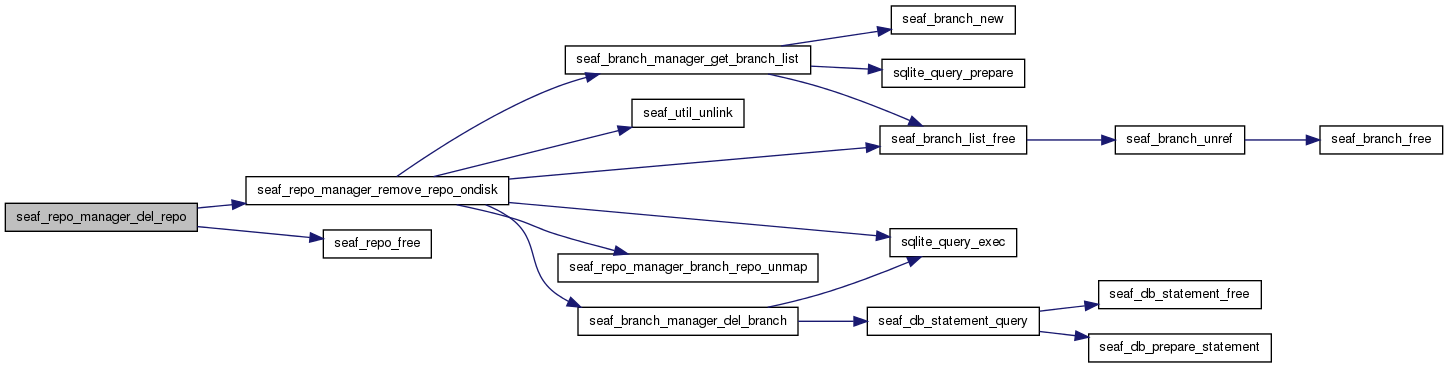 seaf_branch_new
seaf_branch_manager_get_branch_list
sqlite_query_prepare
seaf_util_unlink
seaf_branch_list_free
seaf_branch_unref
seaf_branch_free
seaf_repo_manager_remove_repo_ondisk
seaf_repo_manager_del_repo
seaf_repo_free
sqlite_query_exec
seaf_repo_manager_branch_repo_unmap
seaf_db_statement_free
seaf_branch_manager_del_branch
seaf_db_statement_query
seaf_db_prepare_statement